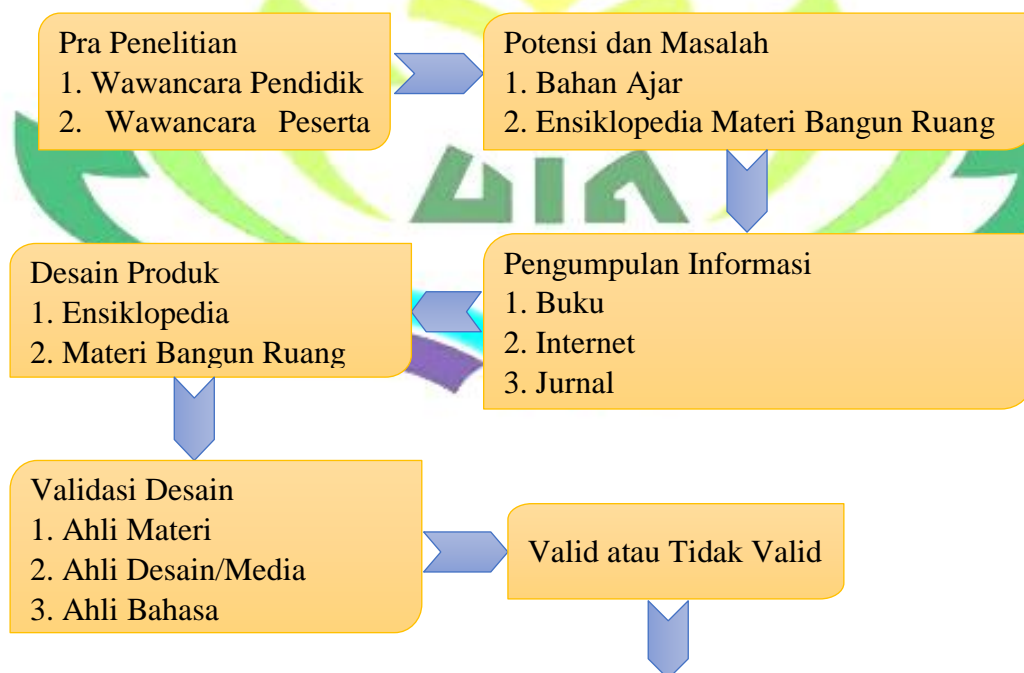 Pra Penelitian
1. Wawancara Pendidik
2. Wawancara Peserta
Potensi dan Masalah
1. Bahan Ajar
2. Ensiklopedia Materi Bangun Ruang
UIN
Pengumpulan Informasi
1. Buku
2. Internet
3. Jurnal
Desain Produk
1. Ensiklopedia
2. Materi Bangun Ruang
Validasi Desain
1. Ahli Materi
2. Ahli Desain/Media
3. Ahli Bahasa
Valid atau Tidak Valid